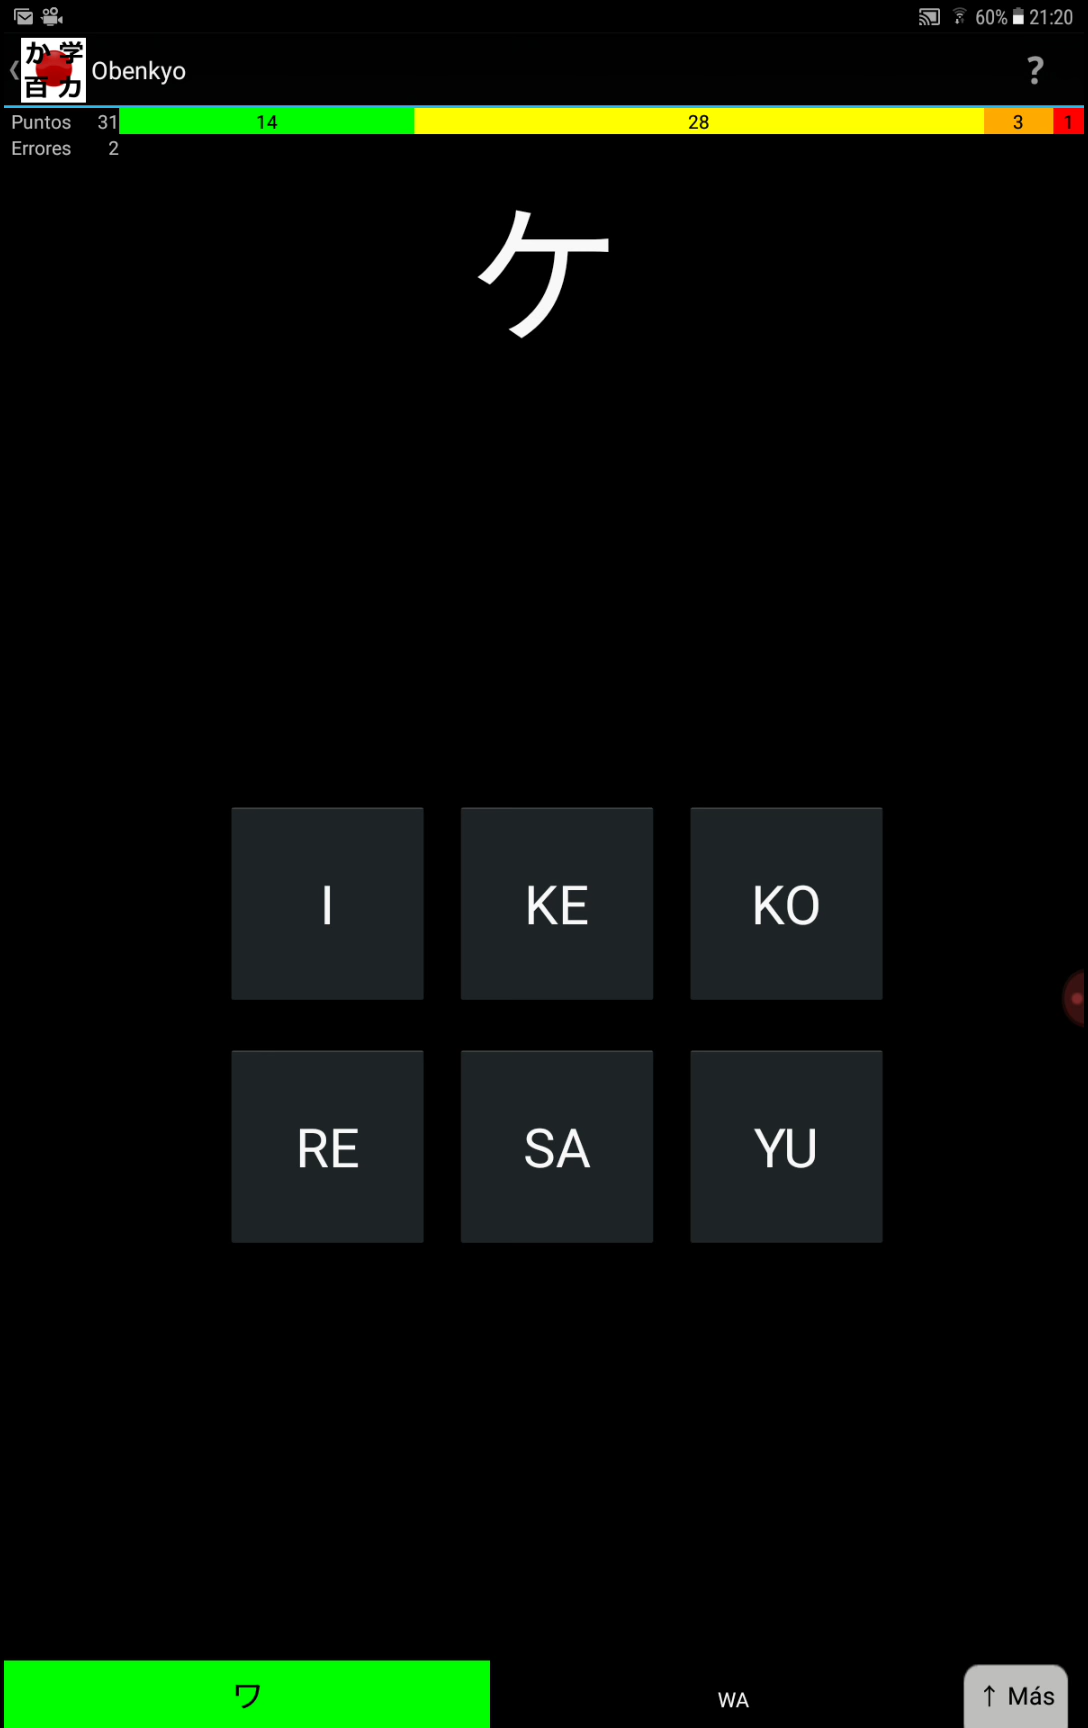 60% 21:20
か学
百力
Obenkyo ?
Puntos 31 14 28 3 1
Errores 2
ケ
I KE KO
RE SA YU
ワ WA ↑ Más